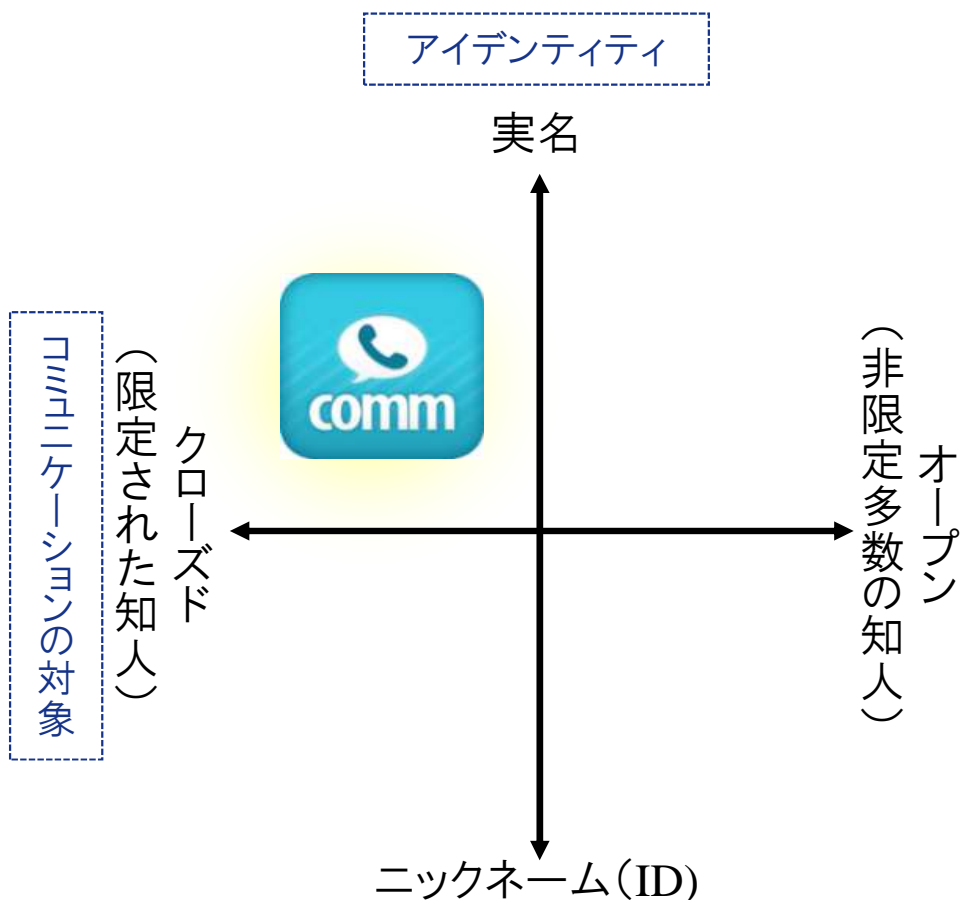 アイデンティティ
実名
comm
コミュニケーションの対象
クローズド
（限定された知人）
オープン
（非限定多数の知人）
ニックネーム（ID）